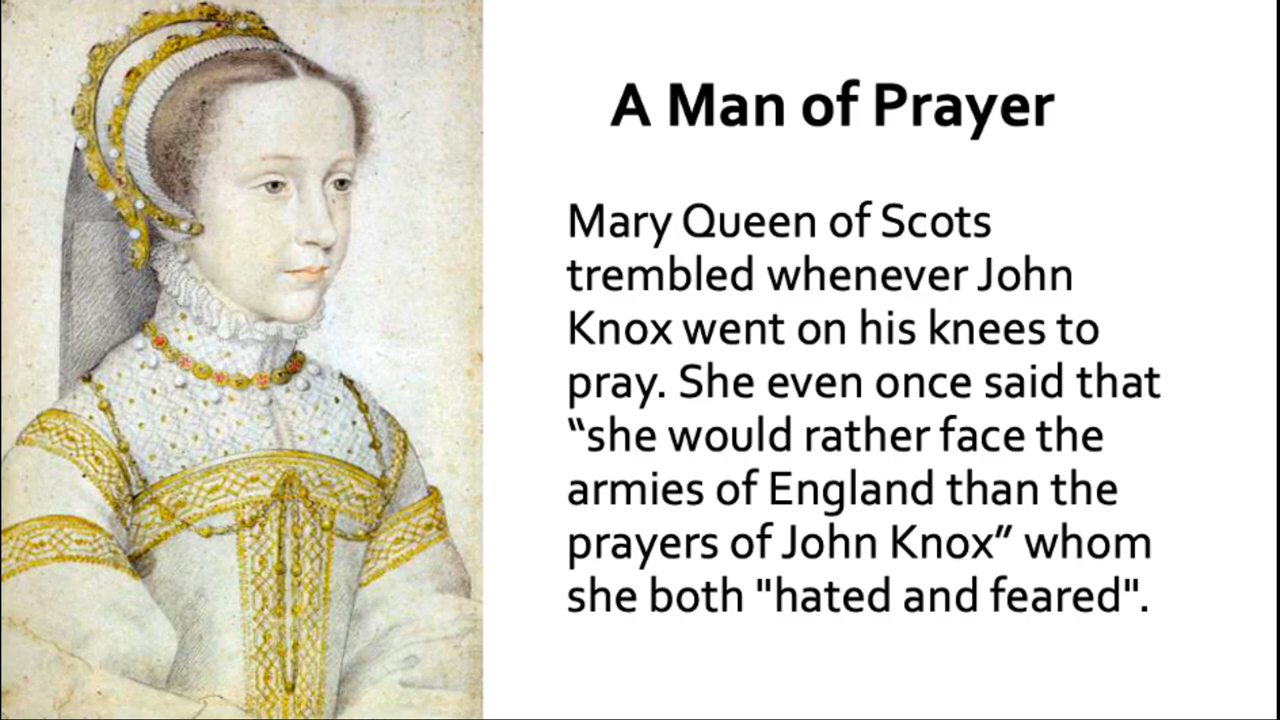 A Man of Prayer
Mary Queen of Scots
trembled whenever John
Knox went on his knees to
pray. She even once said that
“she would rather face the
armies of England than the
prayers of John Knox” whom
she both "hated and feared".